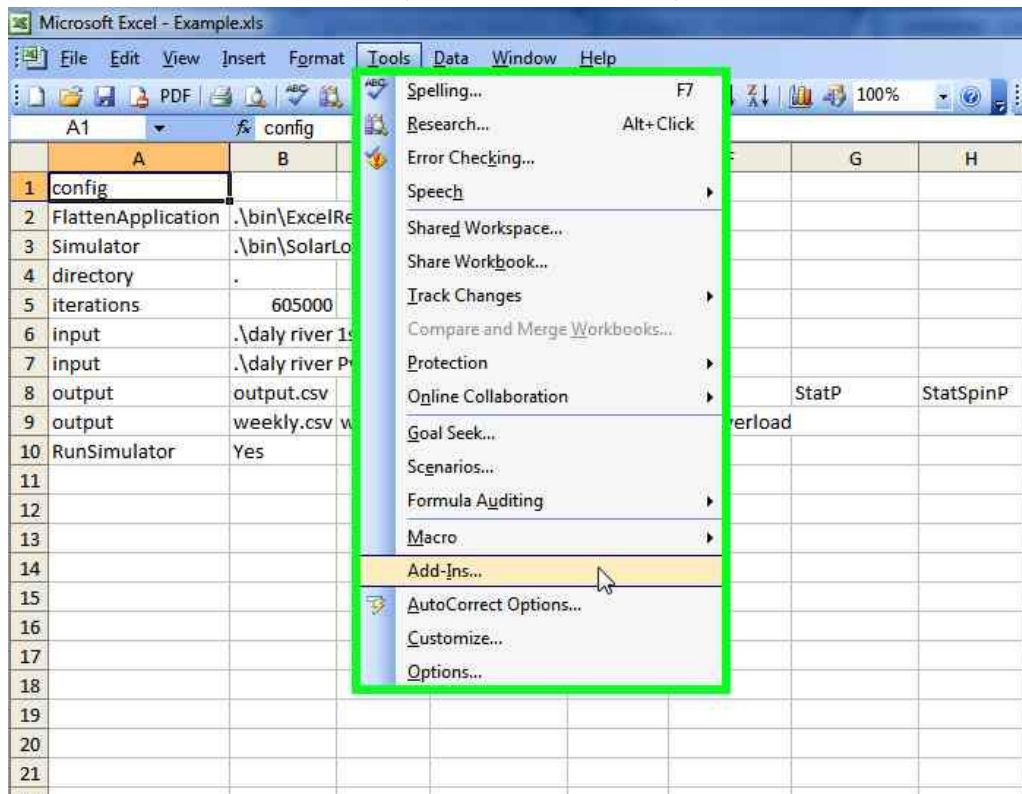 Microsoft Excel - Example.xls
File Edit View Insert Format Tools Data Window Help
PDF ABC 100%
A1 fx config
A B G H
1 config
2 FlattenApplication .\bin\ExcelRe
3 Simulator .\bin\SolarLo
4 directory .
5 iterations 605000
6 input .\daly river 1s
7 input .\daly river P
8 output output.csv StatP StatSpinP
9 output weekly.csv w verload
10 RunSimulator Yes
11
12
13
14
15
16
17
18
19
20
21
ABC Spelling... F7
Research... Alt+Click
Error Checking...
Speech
Shared Workspace...
Share Workbook...
Track Changes
Compare and Merge Workbooks...
Protection
Online Collaboration
Goal Seek...
Scenarios...
Formula Auditing
Macro
Add-Ins...
AutoCorrect Options...
Customize...
Options...